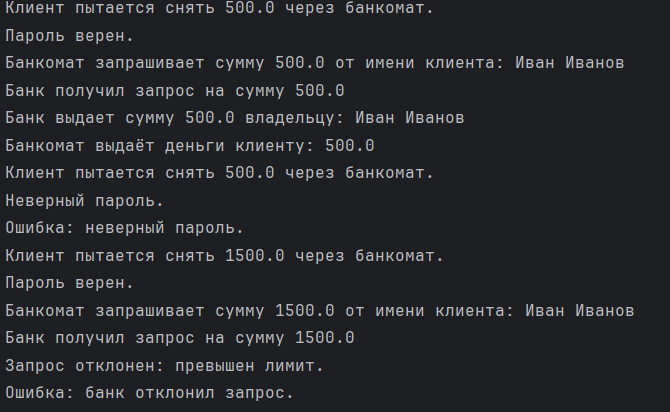 Клиент пытается снять 500.0 через банкомат.
Пароль верен.
Банкомат запрашивает сумму 500.0 от имени клиента: Иван Иванов
Банк получил запрос на сумму 500.0
Банк выдает сумму 500.0 владельцу: Иван Иванов
Банкомат выдаёт деньги клиенту: 500.0
Клиент пытается снять 500.0 через банкомат.
Неверный пароль.
Ошибка: неверный пароль.
Клиент пытается снять 1500.0 через банкомат.
Пароль верен.
Банкомат запрашивает сумму 1500.0 от имени клиента: Иван Иванов
Банк получил запрос на сумму 1500.0
Запрос отклонен: превышен лимит.
Ошибка: банк отклонил запрос.